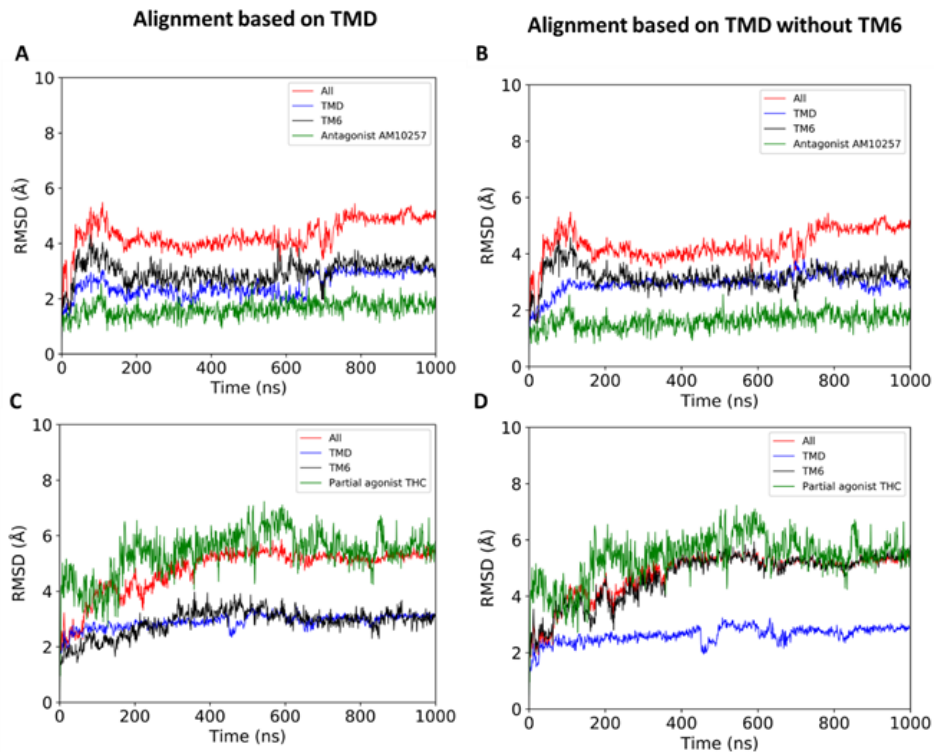 Alignment based on TMD
Alignment based on TMD without TM6
A
10
8
6
4
2
0
RMSD (Å)
All
TMD
TM6
Antagonist AM10257
0 200 400 600 800 1000
Time (ns)
B
10
8
6
4
2
0
RMSD (Å)
All
TMD
TM6
Antagonist AM10257
0 200 400 600 800 1000
Time (ns)
C
10
8
6
4
2
0
RMSD (Å)
All
TMD
TM6
Partial agonist THC
0 200 400 600 800 1000
Time (ns)
D
10
8
6
4
2
0
RMSD (Å)
All
TMD
TM6
Partial agonist THC
0 200 400 600 800 1000
Time (ns)